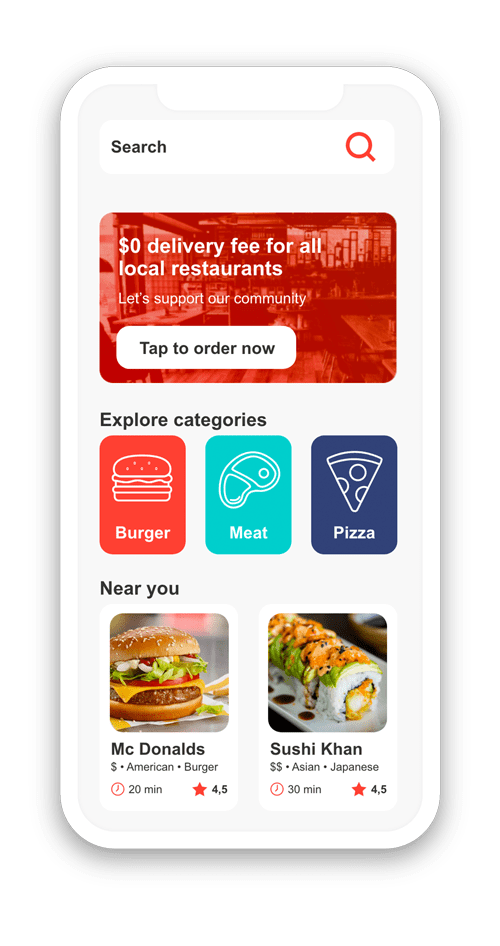 Search
$0 delivery fee for all
local restaurants
Let's support our community
Tap to order now
Explore categories
Burger
Meat
Pizza
Near you
Mc Donalds
$ • American • Burger
20 min
4,5
Sushi Khan
$$ • Asian • Japanese
30 min
4,5